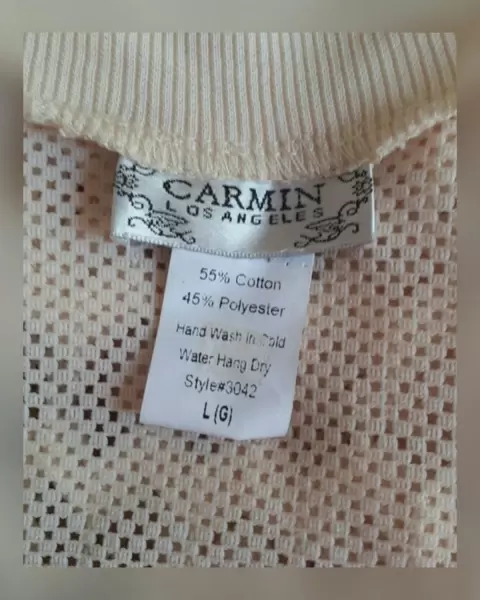 CARMIN
LOS ANGELES
55% Cotton
45% Polyester
Hand Wash in Cold
Water Hang Dry
Style#3042
L (G)